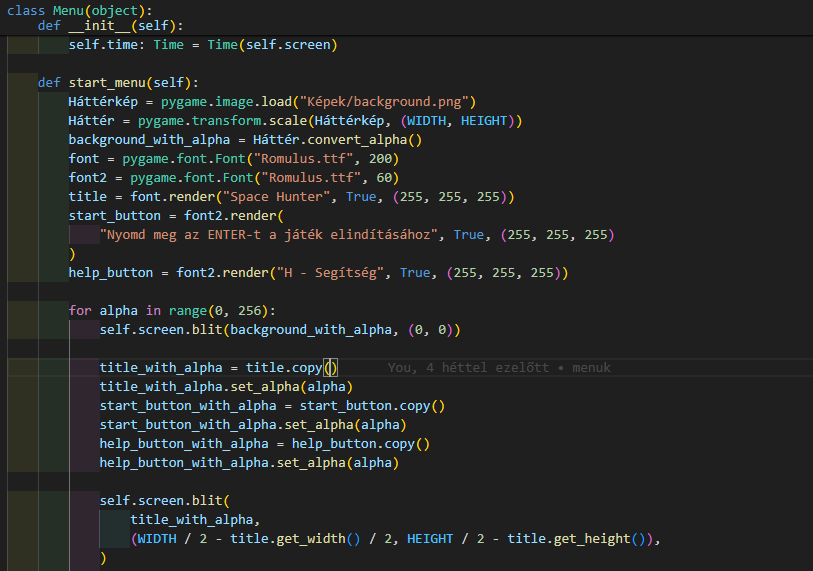 class Menu(object):
    def __init__(self):
        self.time: Time = Time(self.screen)
    def start_menu(self):
        Háttérkép = pygame.image.load("Képek/background.png")
        Háttér = pygame.transform.scale(Háttérkép, (WIDTH, HEIGHT))
        background_with_alpha = Háttér.convert_alpha()
        font = pygame.font.Font("Romulus.ttf", 200)
        font2 = pygame.font.Font("Romulus.ttf", 60)
        title = font.render("Space Hunter", True, (255, 255, 255))
        start_button = font2.render(
            "Nyomd meg az ENTER-t a játék elindításához", True, (255, 255, 255)
        )
        help_button = font2.render("H - Segítség", True, (255, 255, 255))
        for alpha in range(0, 256):
            self.screen.blit(background_with_alpha, (0, 0))
            title_with_alpha = title.copy()    You, 4 héttel ezelőtt • menuk
            title_with_alpha.set_alpha(alpha)
            start_button_with_alpha = start_button.copy()
            start_button_with_alpha.set_alpha(alpha)
            help_button_with_alpha = help_button.copy()
            help_button_with_alpha.set_alpha(alpha)
            self.screen.blit(
                title_with_alpha,
                (WIDTH / 2 - title.get_width() / 2, HEIGHT / 2 - title.get_height()),
            )